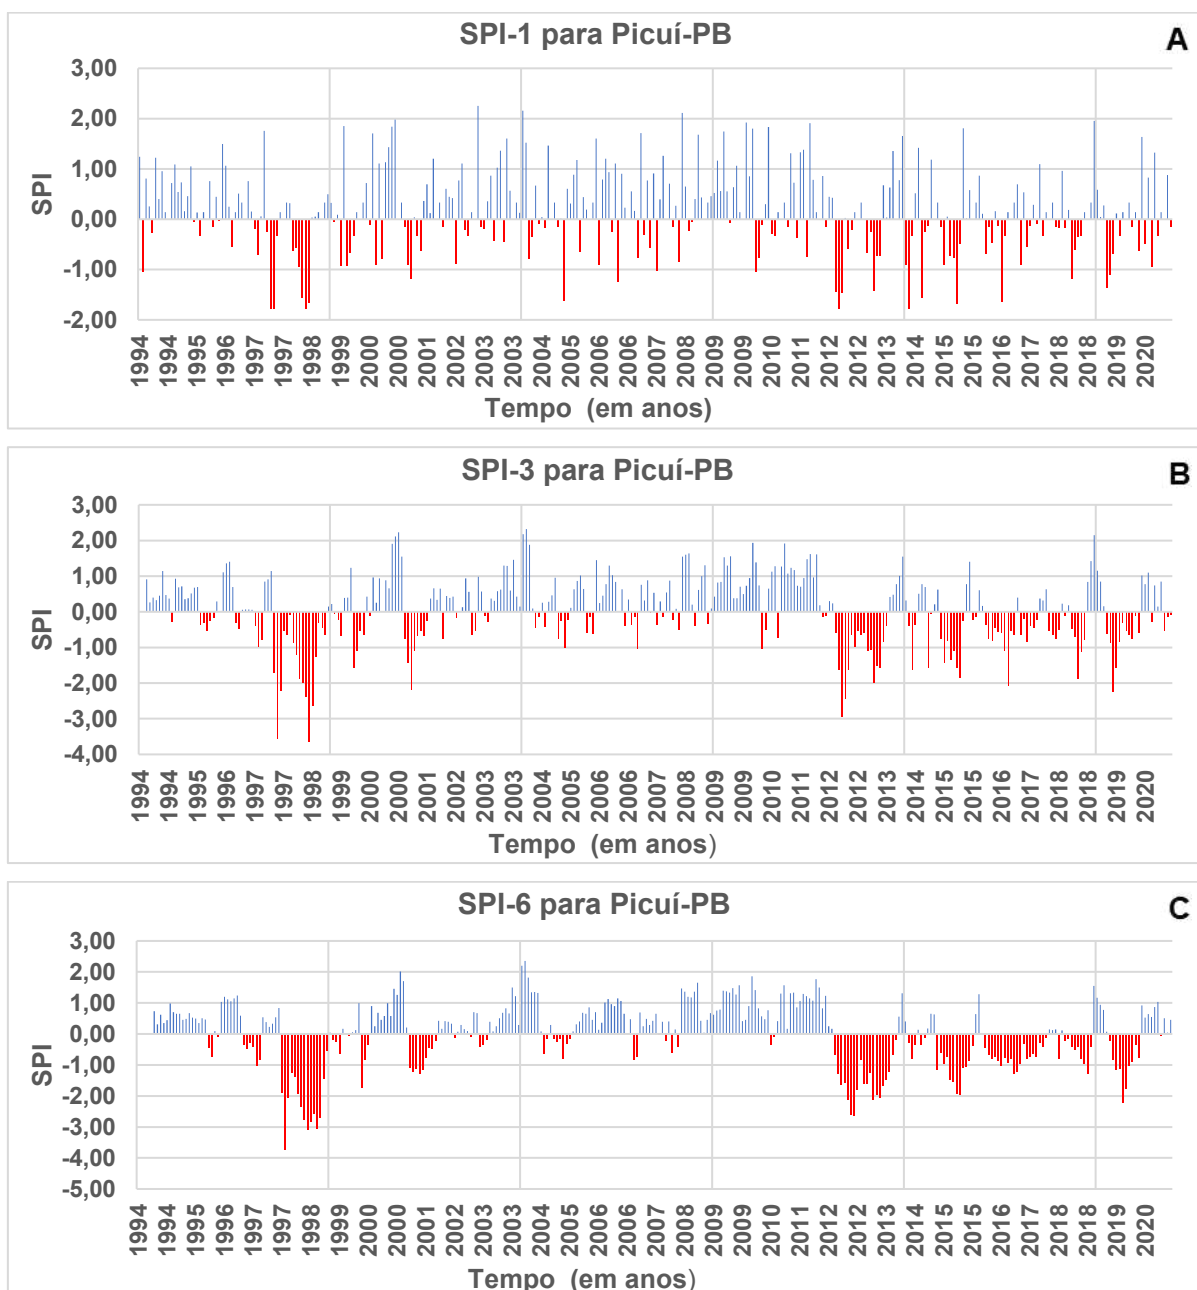 SPI-1 para Picuí-PB
A
3,00
2,00
1,00
0,00
-1,00
-2,00
SPI
1994 1994 1995 1996 1997 1997 1998 1999 2000 2000 2001 2002 2003 2003 2004 2005 2006 2006 2007 2008 2009 2009 2010 2011 2012 2012 2013 2014 2015 2015 2016 2017 2018 2018 2019 2020
Tempo (em anos)
SPI-3 para Picuí-PB
B
3,00
2,00
1,00
0,00
-1,00
-2,00
-3,00
-4,00
1994 1994 1995 1996 1997 1997 1998 1999 2000 2000 2001 2002 2003 2003 2004 2005 2006 2006 2007 2008 2009 2009 2010 2011 2012 2012 2013 2014 2015 2015 2016 2017 2018 2018 2019 2020
Tempo (em anos)
SPI-6 para Picuí-PB
C
3,00
2,00
1,00
0,00
-1,00
-2,00
-3,00
-4,00
-5,00
SPI
1994 1994 1995 1996 1997 1997 1998 1999 2000 2000 2001 2002 2003 2003 2004 2005 2006 2006 2007 2008 2009 2009 2010 2011 2012 2012 2013 2014 2015 2015 2016 2017 2018 2018 2019 2020
Tempo (em anos)